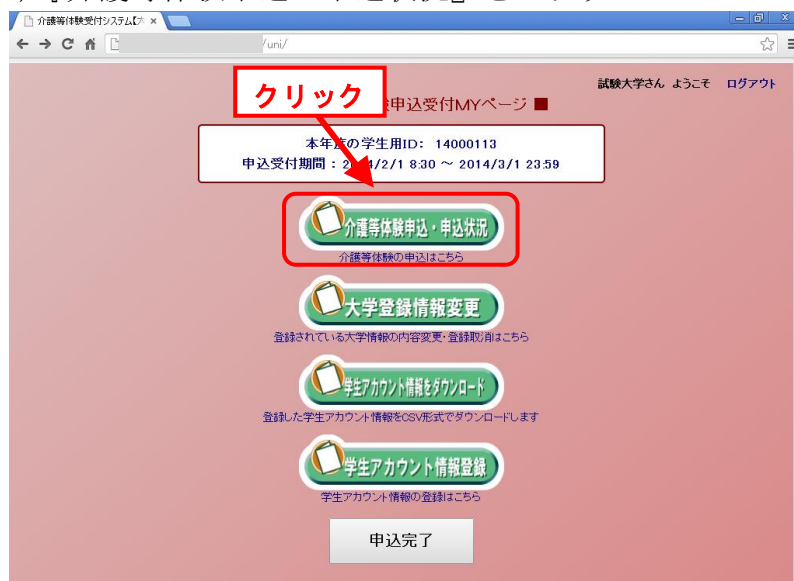 介護等体験受付システム【大
/uni/
試験大学さん ようこそ ログアウト
クリック
申込受付MYページ ■
本年度の学生用ID: 14000113
申込受付期間：2014/2/1 8:30 ～ 2014/3/1 23:59
介護等体験申込・申込状況
介護等体験の申込はこちら
大学登録情報変更
登録されている大学情報の内容変更・登録取消はこちら
学生アカウント情報をダウンロード
登録した学生アカウント情報をCSV形式でダウンロードします
学生アカウント情報登録
学生アカウント情報の登録はこちら
申込完了